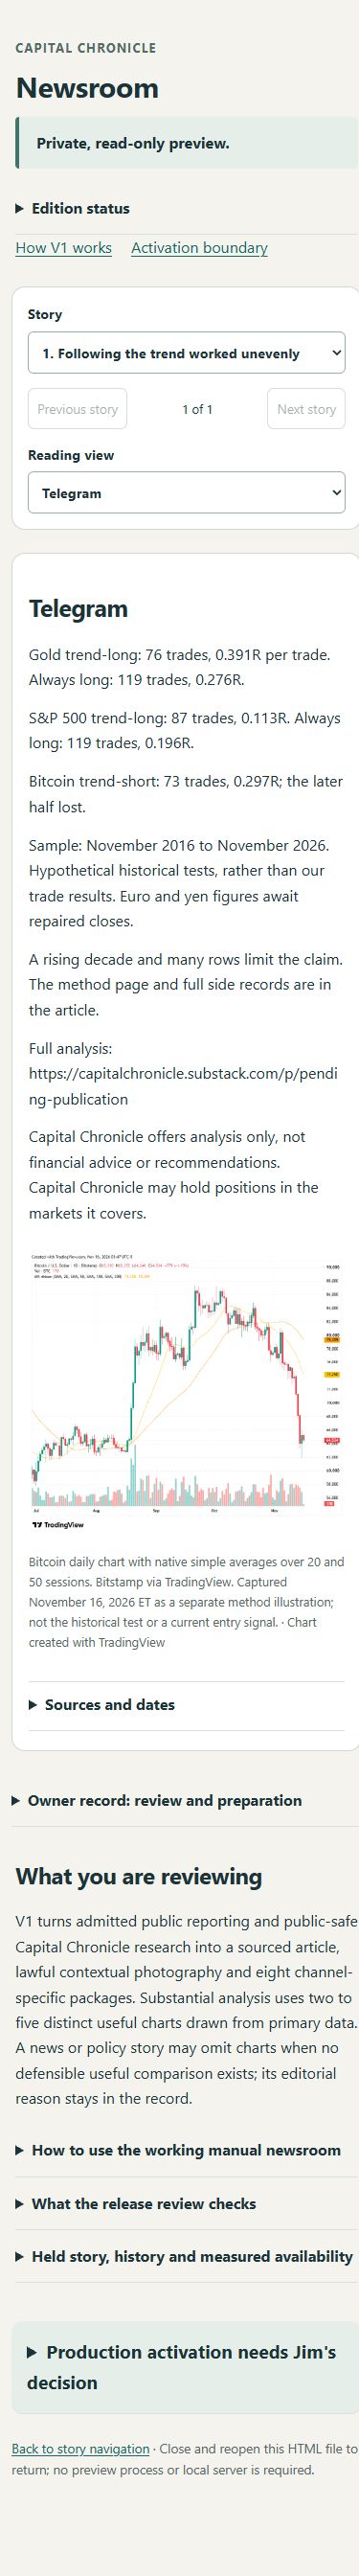 CAPITAL CHRONICLE
Newsroom
Private, read-only preview.
Edition status
How V1 works Activation boundary
Story
1. Following the trend worked unevenly
Previous story 1 of 1 Next story
Reading view
Telegram
Telegram
Gold trend-long: 76 trades, 0.391R per trade.
Always long: 119 trades, 0.276R.
S&P 500 trend-long: 87 trades, 0.113R. Always
long: 119 trades, 0.196R.
Bitcoin trend-short: 73 trades, 0.297R; the later
half lost.
Sample: November 2016 to November 2026.
Hypothetical historical tests, rather than our
trade results. Euro and yen figures await
repaired closes.
A rising decade and many rows limit the claim.
The method page and full side records are in
the article.
Full analysis:
https://capitalchronicle.substack.com/p/pendi
ng-publication
Capital Chronicle offers analysis only, not
financial advice or recommendations.
Capital Chronicle may hold positions in the
markets it covers.
TradingView
Bitcoin daily chart with native simple averages over 20 and
50 sessions. Bitstamp via TradingView. Captured
November 16, 2026 ET as a separate method illustration;
not the historical test or a current entry signal. · Chart
created with TradingView
Sources and dates
Owner record: review and preparation
What you are reviewing
V1 turns admitted public reporting and public-safe
Capital Chronicle research into a sourced article,
lawful contextual photography and eight channel-
specific packages. Substantial analysis uses two to
five distinct useful charts drawn from primary data.
A news or policy story may omit charts when no
defensible useful comparison exists; its editorial
reason stays in the record.
How to use the working manual newsroom
What the release review checks
Held story, history and measured availability
Production activation needs Jim's
decision
Back to story navigation · Close and reopen this HTML file to
return; no preview process or local server is required.